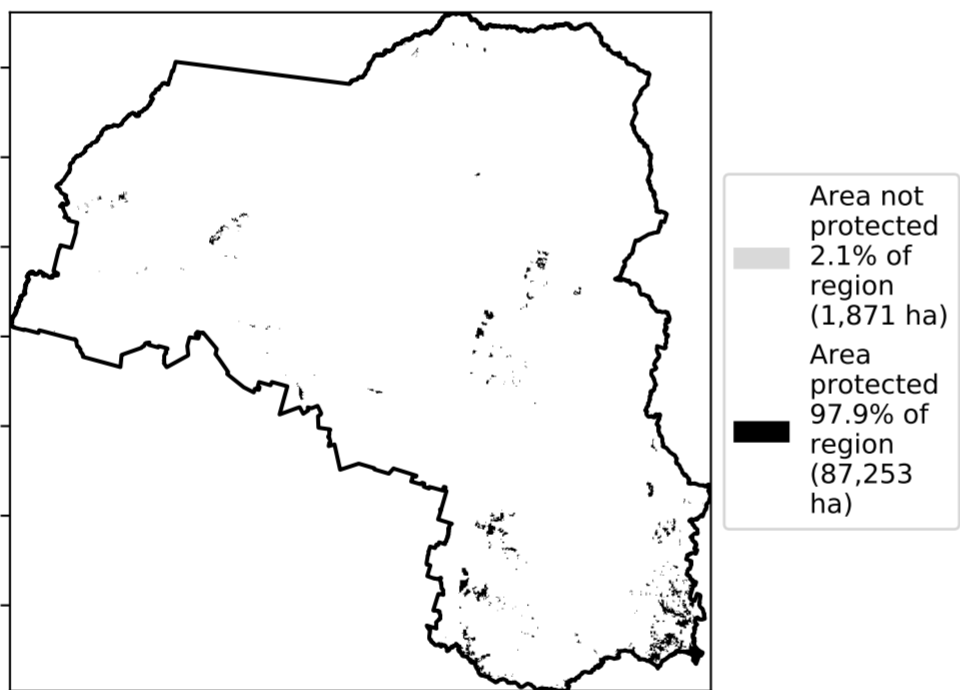 Area not
protected
2.1% of
region
(1,871 ha)
Area
protected
97.9% of
region
(87,253
ha)